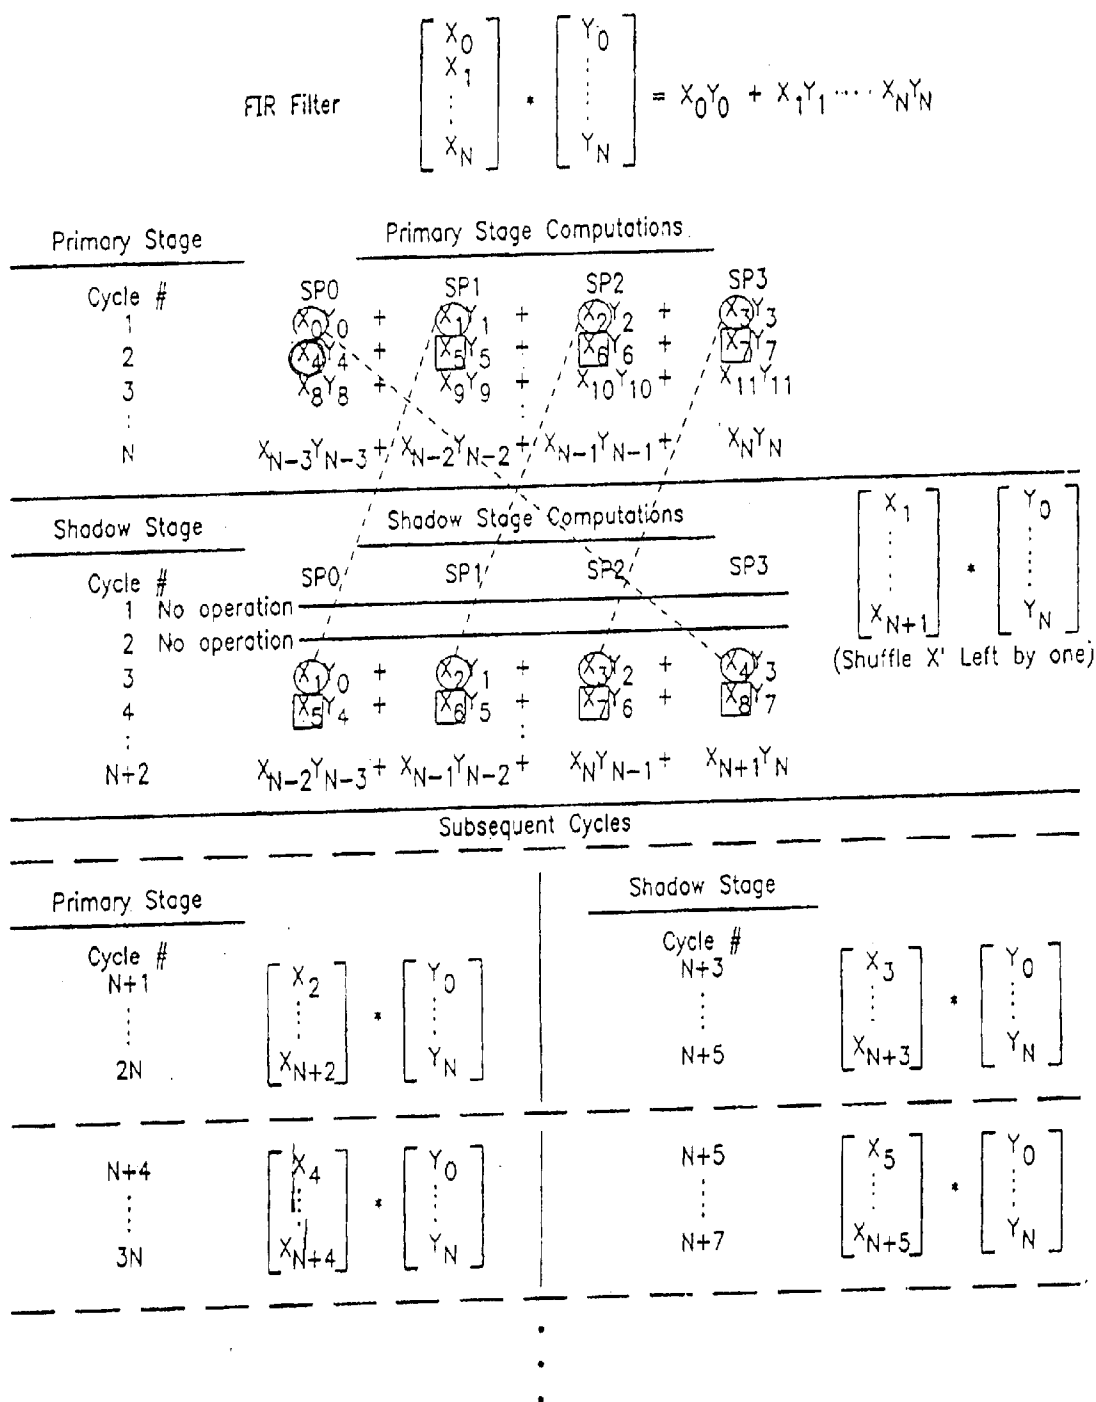 X0 Y0
X1
FIR Filter * = X0Y0 + X1Y1 ···· XNYN
XN YN
Primary Stage Primary Stage Computations
Cycle # SP0 SP1 SP2 SP3
1 X0Y0 + X1Y1 + X2Y2 + X3Y3
2 X4Y4 + X5Y5 + X6Y6 + X7Y7
3 X8Y8 + X9Y9 + X10Y10 + X11Y11
N XN-3YN-3 + XN-2YN-2 + XN-1YN-1 + XNYN
Shadow Stage Shadow Stage Computations
X1 Y0
* 
XN+1 YN
(Shuffle X' Left by one)
Cycle # SP0 SP1 SP2 SP3
1 No operation
2 No operation
3 X1Y0 + X2Y1 + X3Y2 + X4Y3
4 X5Y4 + X6Y5 + X7Y6 + X8Y7
N+2 XN-2YN-3 + XN-1YN-2 + XNYN-1 + XN+1YN
Subsequent Cycles
Primary Stage Shadow Stage
Cycle # Cycle #
N+1 X2 Y0 N+3 X3 Y0
* *
2N XN+2 YN N+5 XN+3 YN
N+4 X4 Y0 N+5 X5 Y0
* *
3N XN+4 YN N+7 XN+5 YN